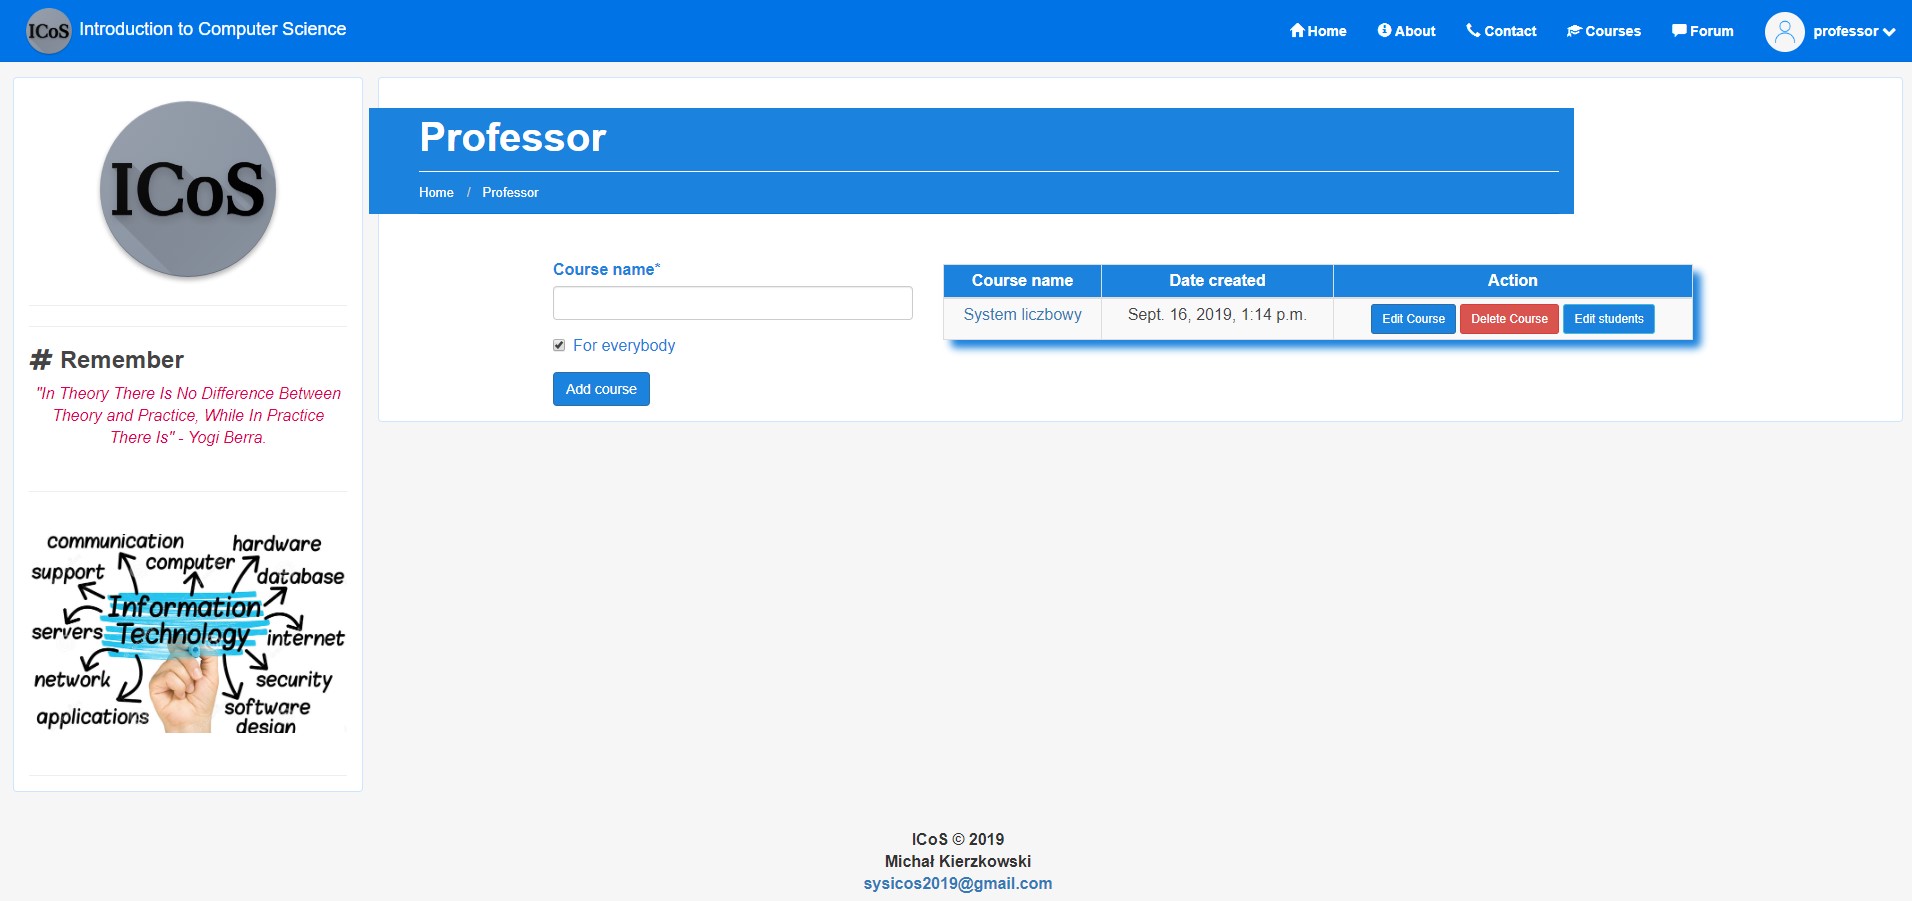 ICoS Introduction to Computer Science
Home About Contact Courses Forum professor
ICoS
# Remember
"In Theory There Is No Difference Between
Theory and Practice, While In Practice
There Is" - Yogi Berra.
communication
hardware
computer
support
database
Information
servers
Technology
internet
network
security
applications
software
design
Professor
Home / Professor
Course name*
For everybody
Add course
Course name Date created Action
System liczbowy Sept. 16, 2019, 1:14 p.m. Edit Course Delete Course Edit students
ICoS © 2019
Michał Kierzkowski
sysicos2019@gmail.com